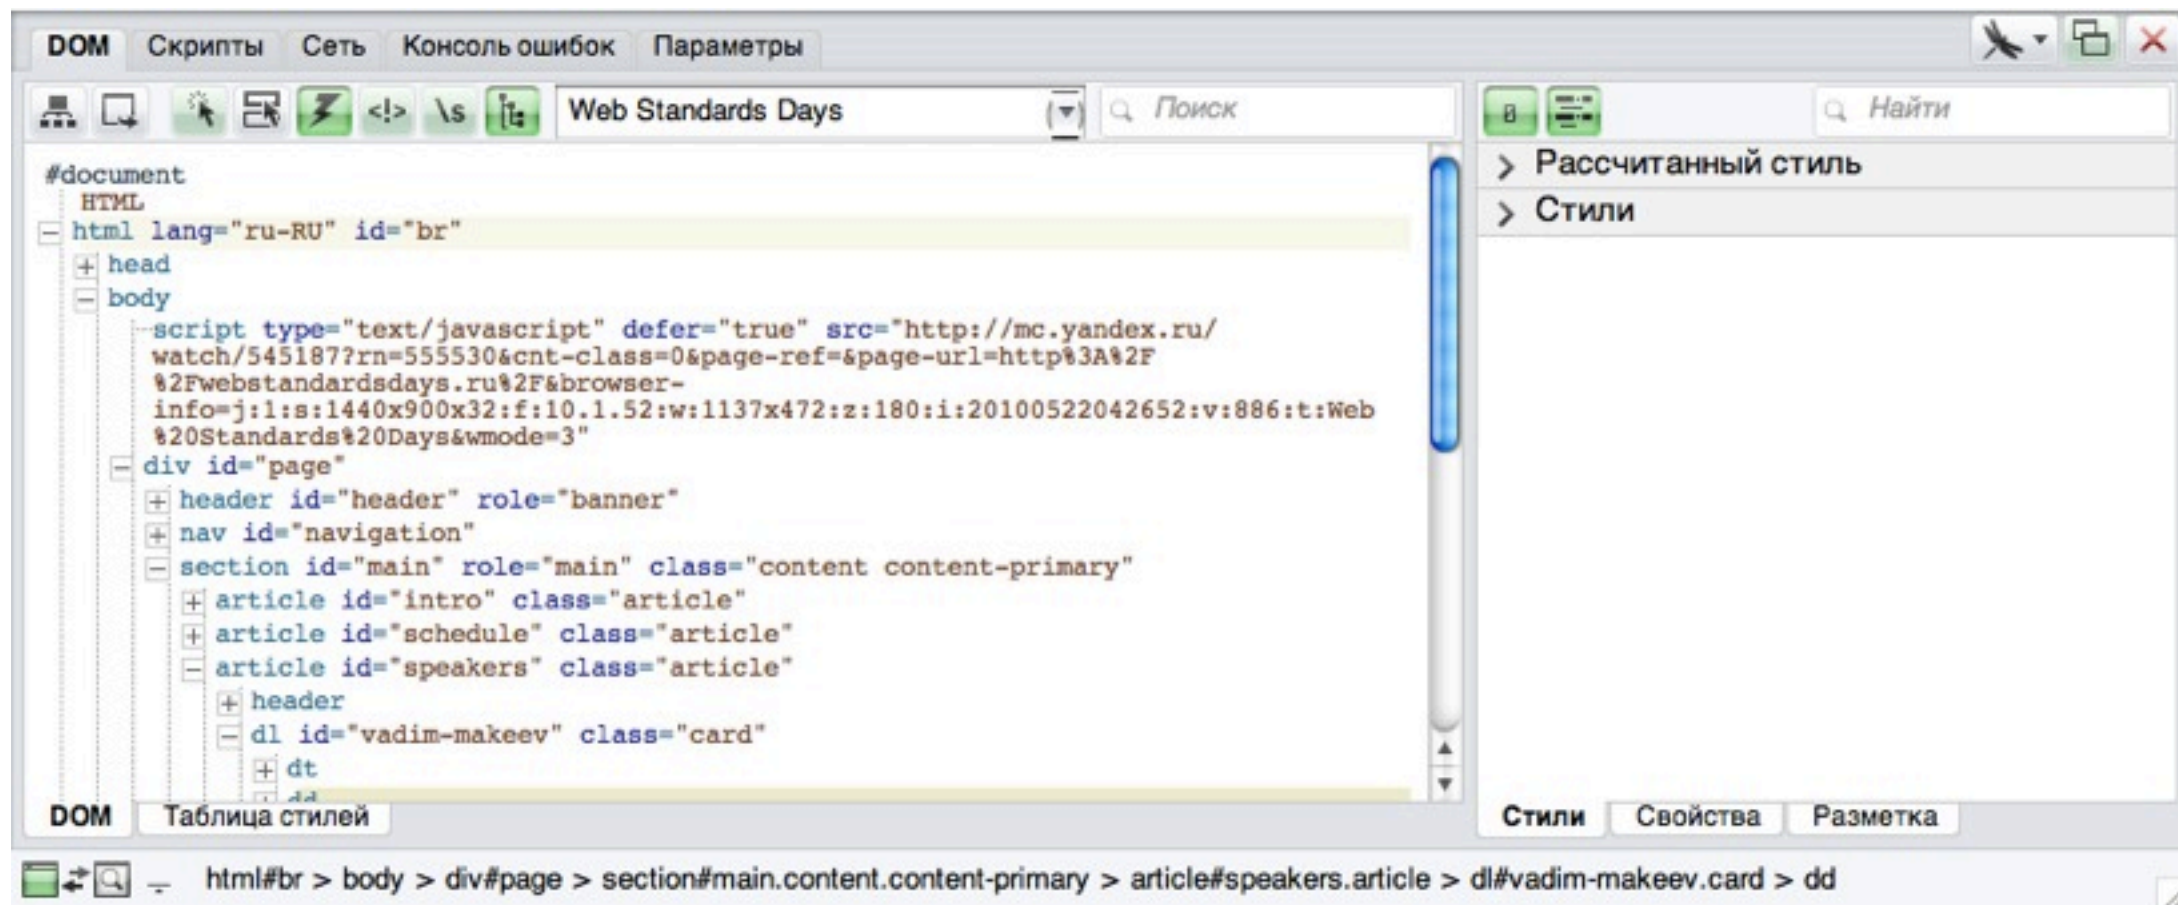 DOM Скрипты Сеть Консоль ошибок Параметры
<!> \s Web Standards Days Поиск Найти
#document
HTML
html lang="ru-RU" id="br"
head
body
script type="text/javascript" defer="true" src="http://mc.yandex.ru/
watch/545187?rn=555530&cnt-class=0&page-ref=&page-url=http%3A%2F
%2Fwebstandardsdays.ru%2F&browser-
info=j:1:s:1440x900x32:f:10.1.52:w:1137x472:z:180:i:20100522042652:v:886:t:Web
%20Standards%20Days&wmode=3"
div id="page"
header id="header" role="banner"
nav id="navigation"
section id="main" role="main" class="content content-primary"
article id="intro" class="article"
article id="schedule" class="article"
article id="speakers" class="article"
header
dl id="vadim-makeev" class="card"
dt
dd
DOM Таблица стилей
Рассчитанный стиль
Стили
Стили Свойства Разметка
html#br > body > div#page > section#main.content.content-primary > article#speakers.article > dl#vadim-makeev.card > dd